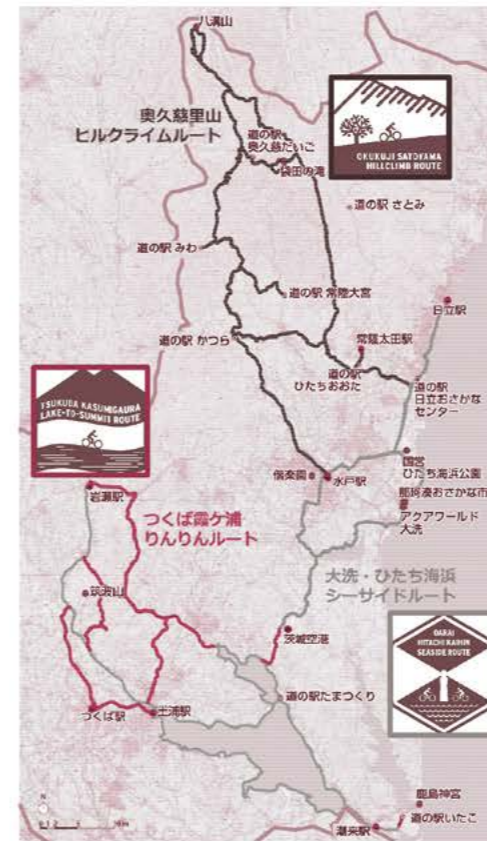 八溝山
奥久慈里山
ヒルクライムルート
道の駅
奥久慈だいご
袋田の滝
OKUKUJI SATOYAMA
HILLCLIMB ROUTE
道の駅 さとみ
道の駅 みわ
道の駅 常陸大宮
日立駅
道の駅 かつら
常陸太田駅
道の駅
ひたちおおた
道の駅
日立おさかな
センター
TSUKUBA KASUMIGAURA
LAKE-TO-SUMMIT ROUTE
国営
ひたち海浜公園
偕楽園
水戸駅
岩瀬駅
那珂湊おさかな市場
アクアワールド
大洗
つくば霞ケ浦
りんりんルート
大洗・ひたち海浜
シーサイドルート
筑波山
茨城空港
OARAI
HITACHI KAIHIN
SEASIDE ROUTE
道の駅たまつくり
つくば駅
土浦駅
鹿島神宮
道の駅いたこ
潮来駅
N